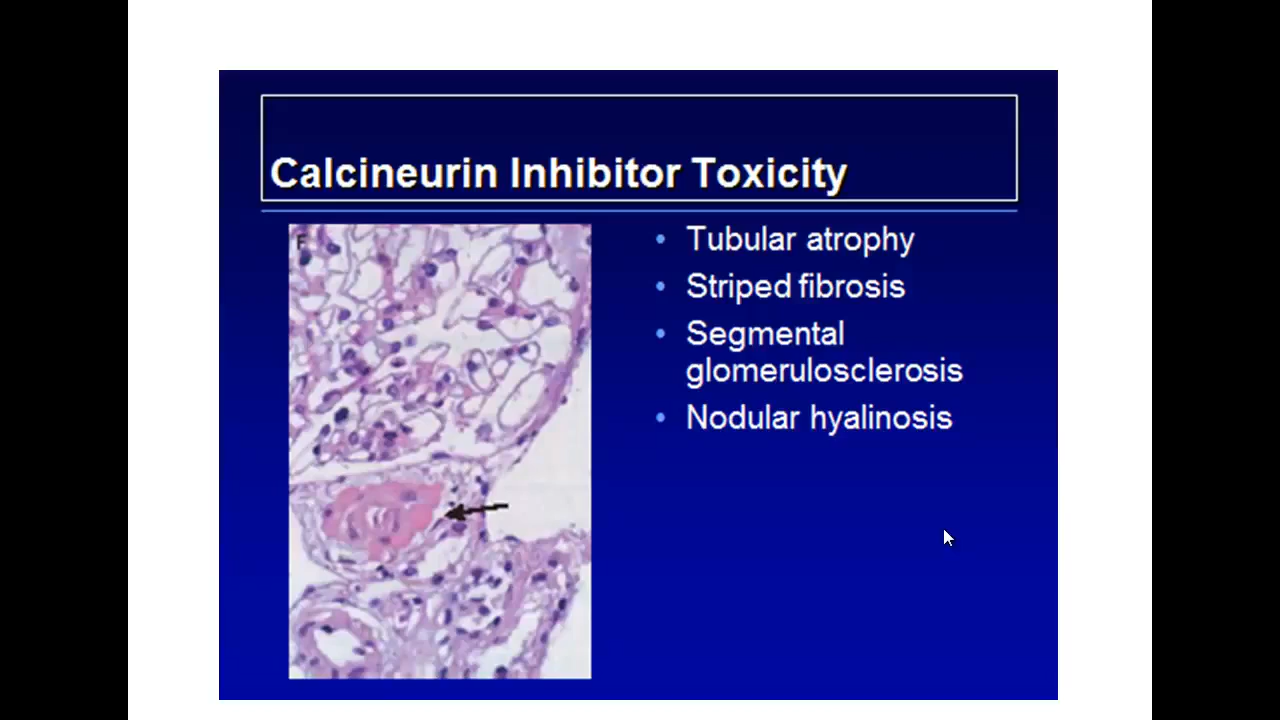 Calcineurin Inhibitor Toxicity
F
• Tubular atrophy
• Striped fibrosis
• Segmental
glomerulosclerosis
• Nodular hyalinosis